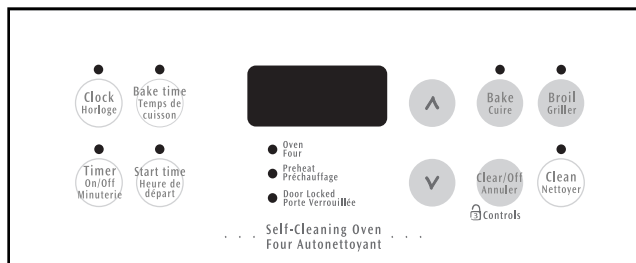 Clock
Horloge
Bake time
Temps de
cuisson
Bake
Cuire
Broil
Griller
Timer
On/Off
Minuterie
Start time
Heure de
départ
Oven
Four
Preheat
Préchauffage
Door Locked
Porte Verrouillée
Clear/Off
Annuler
3 Controls
Clean
Nettoyer
Self-Cleaning Oven
Four Autonettoyant